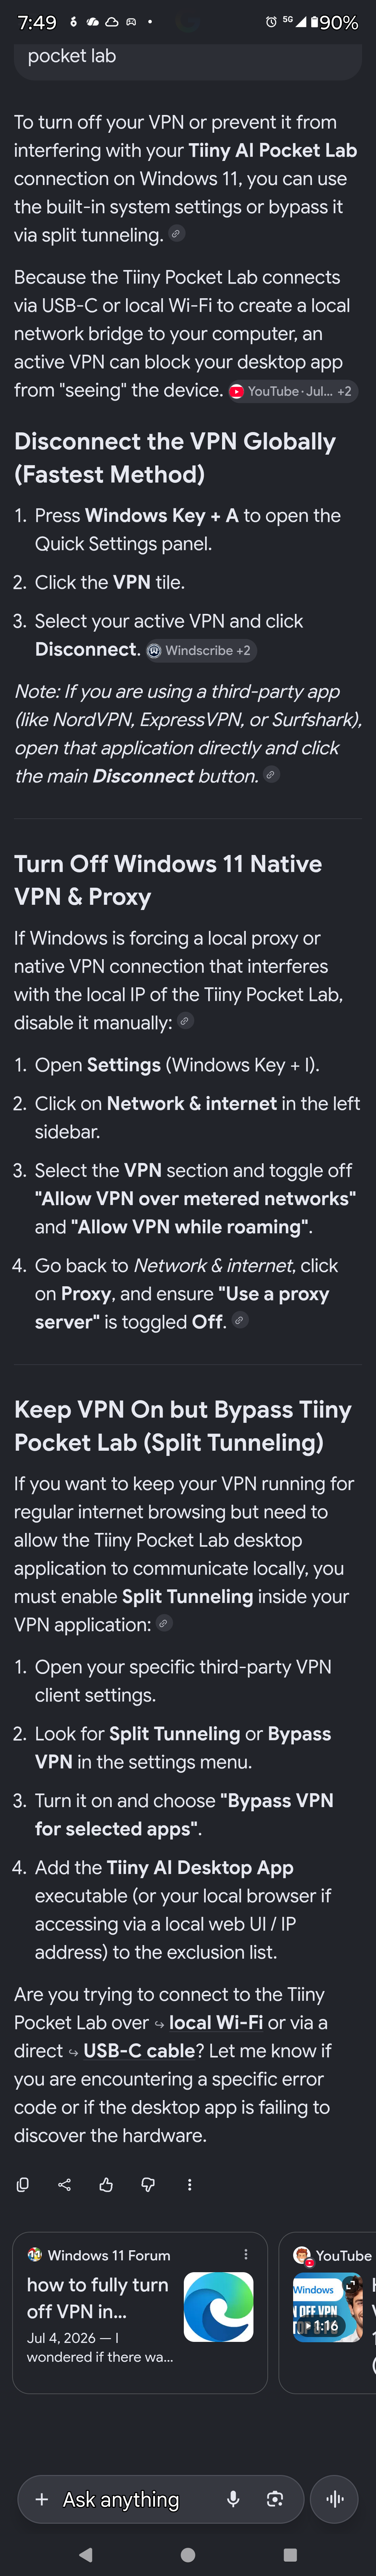 7:49
5G
90%
pocket lab
To turn off your VPN or prevent it from
interfering with your Tiiny AI Pocket Lab
connection on Windows 11, you can use
the built-in system settings or bypass it
via split tunneling.
Because the Tiiny Pocket Lab connects
via USB-C or local Wi-Fi to create a local
network bridge to your computer, an
active VPN can block your desktop app
from "seeing" the device. YouTube · Jul... +2
Disconnect the VPN Globally
(Fastest Method)
1. Press Windows Key + A to open the
Quick Settings panel.
2. Click the VPN tile.
3. Select your active VPN and click
Disconnect. Windscribe +2
Note: If you are using a third-party app
(like NordVPN, ExpressVPN, or Surfshark),
open that application directly and click
the main Disconnect button.
Turn Off Windows 11 Native
VPN & Proxy
If Windows is forcing a local proxy or
native VPN connection that interferes
with the local IP of the Tiiny Pocket Lab,
disable it manually:
1. Open Settings (Windows Key + I).
2. Click on Network & internet in the left
sidebar.
3. Select the VPN section and toggle off
"Allow VPN over metered networks"
and "Allow VPN while roaming".
4. Go back to Network & internet, click
on Proxy, and ensure "Use a proxy
server" is toggled Off.
Keep VPN On but Bypass Tiiny
Pocket Lab (Split Tunneling)
If you want to keep your VPN running for
regular internet browsing but need to
allow the Tiiny Pocket Lab desktop
application to communicate locally, you
must enable Split Tunneling inside your
VPN application:
1. Open your specific third-party VPN
client settings.
2. Look for Split Tunneling or Bypass
VPN in the settings menu.
3. Turn it on and choose "Bypass VPN
for selected apps".
4. Add the Tiiny AI Desktop App
executable (or your local browser if
accessing via a local web UI / IP
address) to the exclusion list.
Are you trying to connect to the Tiiny
Pocket Lab over ↪ local Wi-Fi or via a
direct ↪ USB-C cable? Let me know if
you are encountering a specific error
code or if the desktop app is failing to
discover the hardware.
Windows 11 Forum
how to fully turn
off VPN in...
Jul 4, 2026 — I
wondered if there wa...
YouTube
Windows
1:16
Ask anything